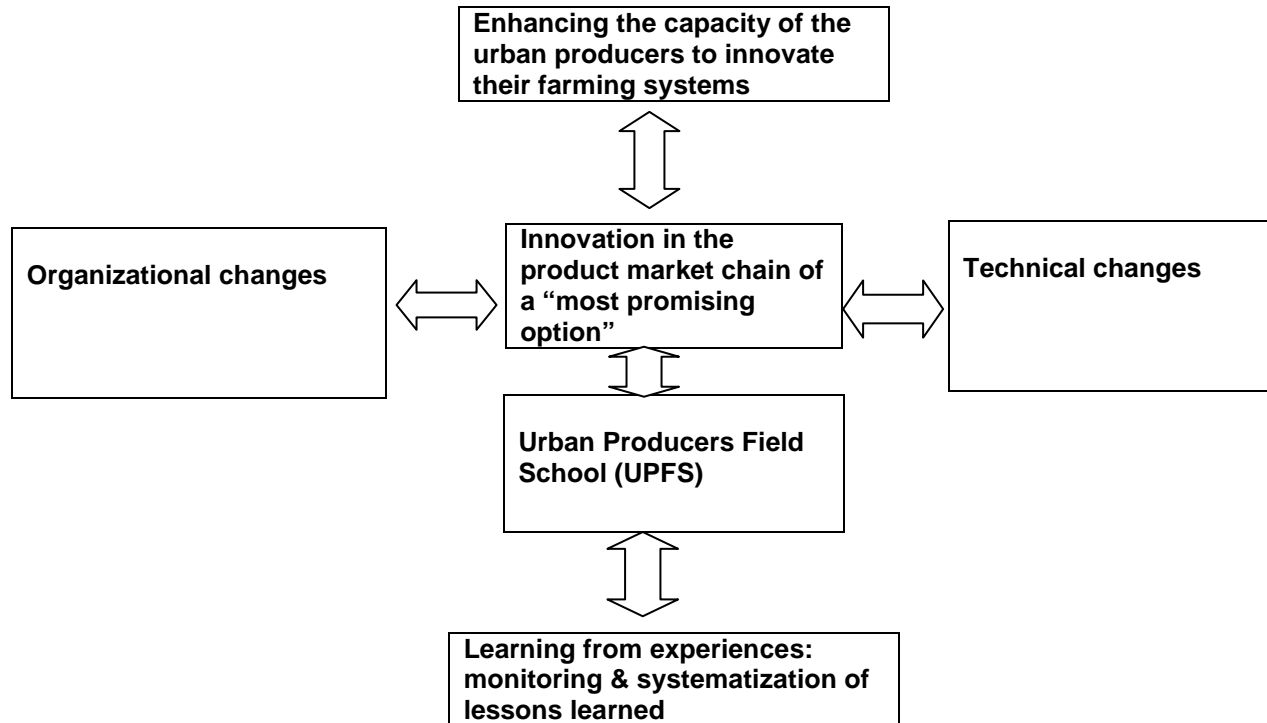 Enhancing the capacity of the
urban producers to innovate
their farming systems
Organizational changes
Innovation in the
product market chain of
a “most promising
option”
Technical changes
Urban Producers Field
School (UPFS)
Learning from experiences:
monitoring & systematization of
lessons learned